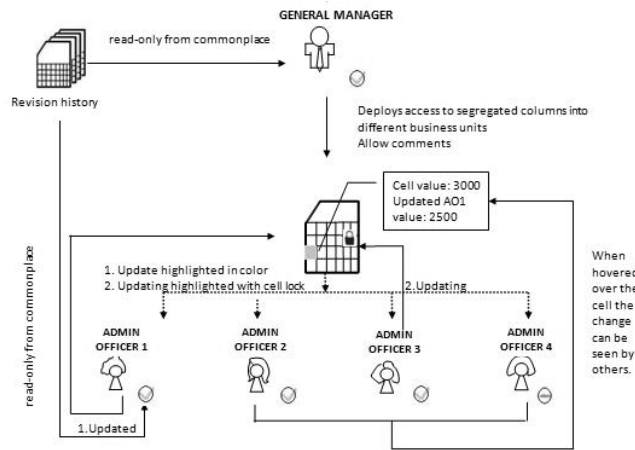 GENERAL MANAGER
read-only from commonplace
Revision history
Deploys access to segregated columns into
different business units
Allow comments
Cell value: 3000
Updated AO1
value: 2500
1. Update highlighted in color
2. Updating highlighted with cell lock
2.Updating
When
hovered
over the
cell the
change
can be
seen by
others.
read-only from commonplace
ADMIN
OFFICER 1
ADMIN
OFFICER 2
ADMIN
OFFICER 3
ADMIN
OFFICER 4
1.Updated